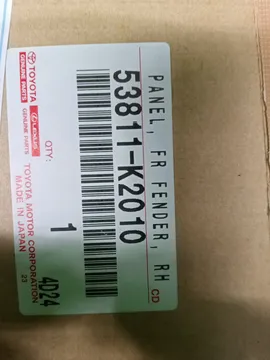 PANEL, FR FENDER, RH
CD
53811-K2010
QTY:
1
4D24
TOYOTA
GENUINE PARTS
LEXUS
GENUINE PARTS
TOYOTA MOTOR CORPORATION
MADE IN JAPAN
23